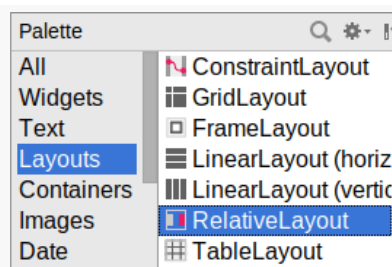 Palette
All
Widgets
Text
Layouts
Containers
Images
Date
ConstraintLayout
GridLayout
FrameLayout
LinearLayout (horiz
LinearLayout (vertic
RelativeLayout
TableLayout